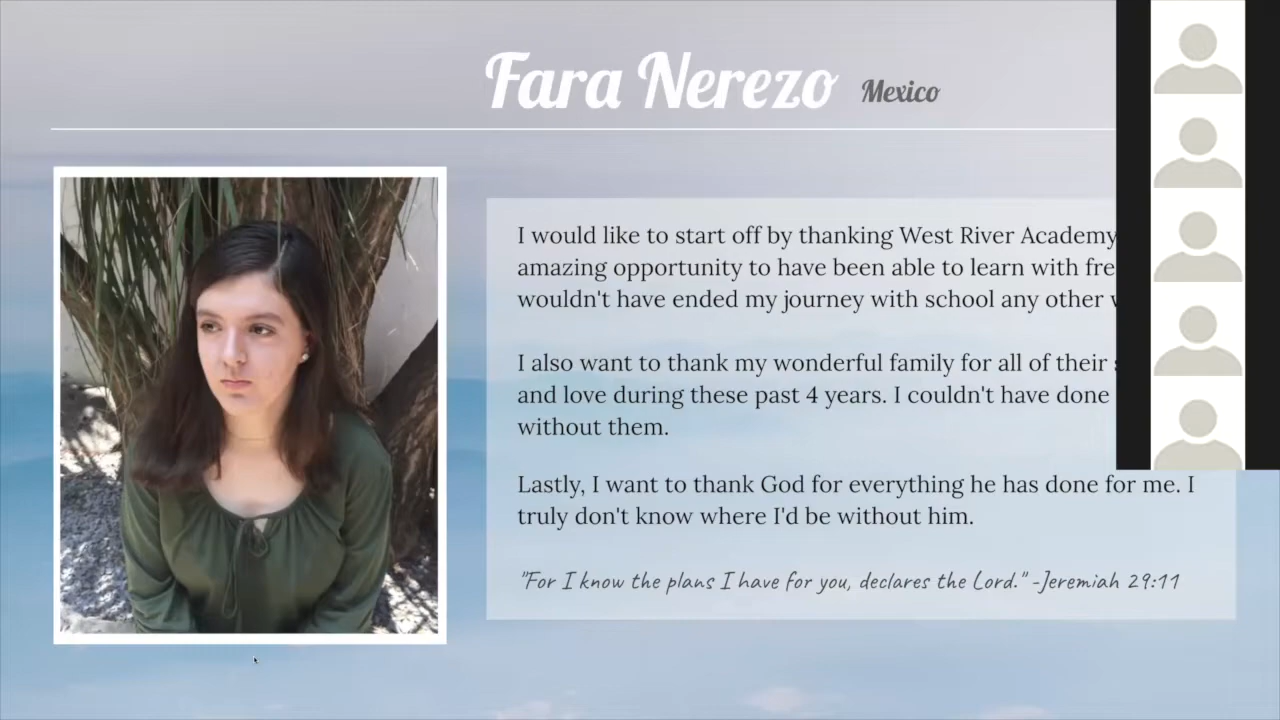 Fara Nerezo Mexico
I would like to start off by thanking West River Academy
amazing opportunity to have been able to learn with
wouldn't have ended my journey with school any other
I also want to thank my wonderful family for all of their
and love during these past 4 years. I couldn't have done
without them.
Lastly, I want to thank God for everything he has done for me. I
truly don't know where I'd be without him.
"For I know the plans I have for you, declares the Lord." -Jeremiah 29:11